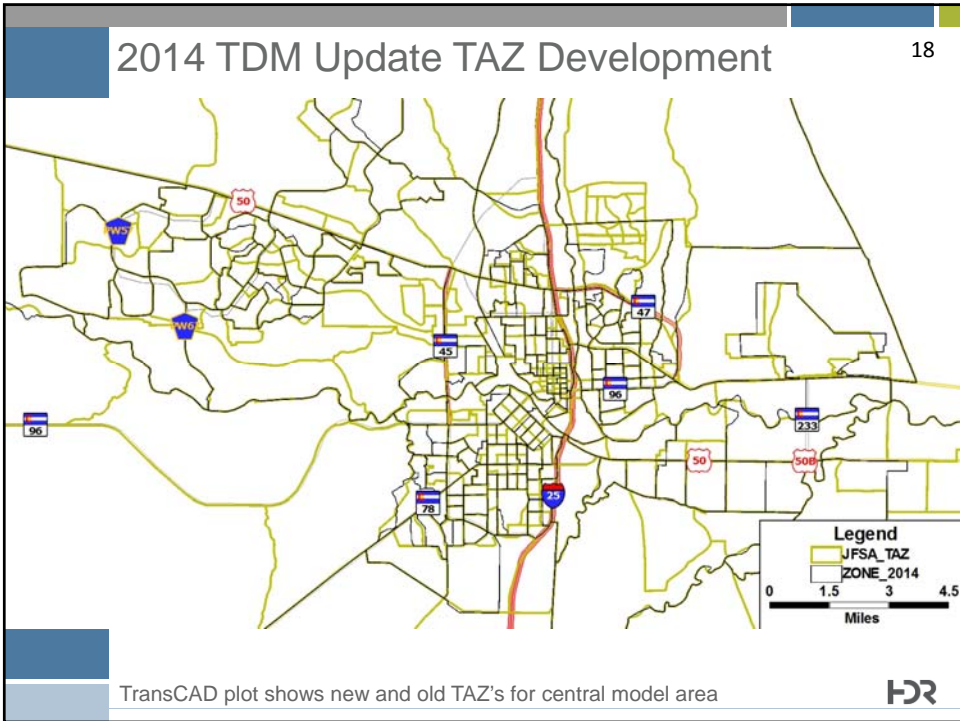 2014 TDM Update TAZ Development
18
50
PW57
PW67
45
47
96
96
233
50
50B
78
25
Legend
JFSA_TAZ
ZONE_2014
0 1.5 3 4.5
Miles
TransCAD plot shows new and old TAZ's for central model area
HDR